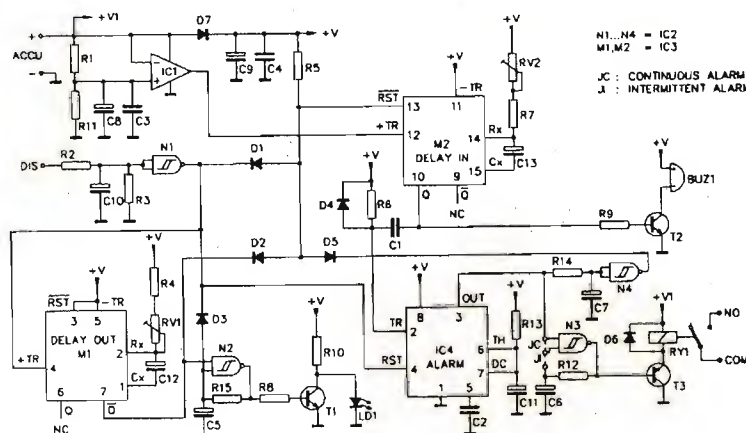 +V1
+
ACCU
-
R1
R11
C8
C3
IC1
D7
+V
C9
C4
R5
N1...N4 = IC2
M1,M2 = IC3
JC : CONTINUOUS ALARM
JI : INTERMITTENT ALAR
+V
RV2
R7
C13
RST
13
11
-TR
+TR
12
M2
DELAY IN
Rx
14
Cx
15
10
9
Q
Q
NC
DIS
R2
C10
R3
N1
D1
+V
D4
R6
C1
+V
BUZ1
R9
T2
D2
D5
+V
R4
RV1
C12
RST
-TR
3
5
DELAY OUT
M1
Rx
2
Cx
1
+TR
4
6
7
Q
Q
NC
D3
N2
R15
R8
C5
+V
R10
T1
LD1
+V
8
OUT
3
TR
2
RST
4
IC4
ALARM
TH
6
DC
7
1
5
C2
+V
R13
C11
R14
C7
N4
JC
JI
N3
R12
C6
+V1
D6
RY1
T3
NO
COM